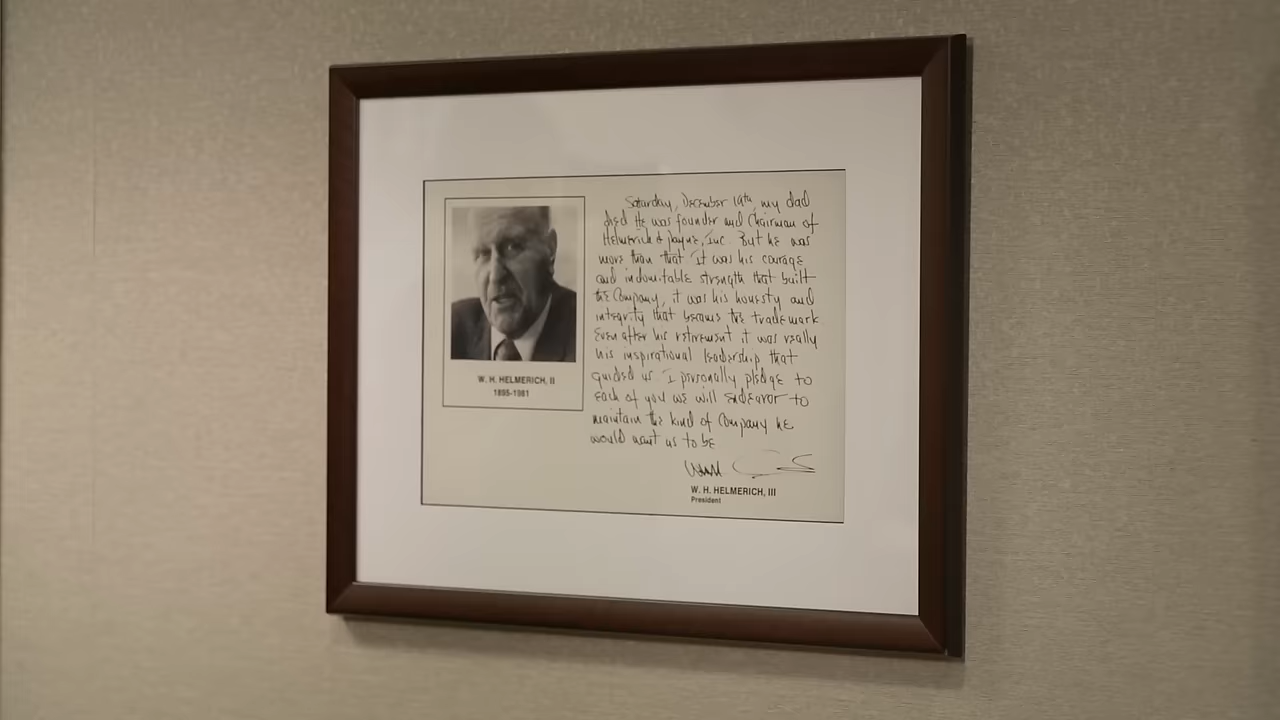 W. H. HELMERICH, II
1895-1981
Saturday, December 19th, my dad
died. He was founder and Chairman of
Helmerich & Payne, Inc. But he was
more than that. It was his courage
and indomitable strength that built
the Company, it was his honesty and
integrity that became the trademark
Even after his retirement it was really
his inspirational leadership that
guided us. I personally pledge to
each of you we will endeavor to
maintain the kind of Company he
would want us to be
W. H. HELMERICH, III
President